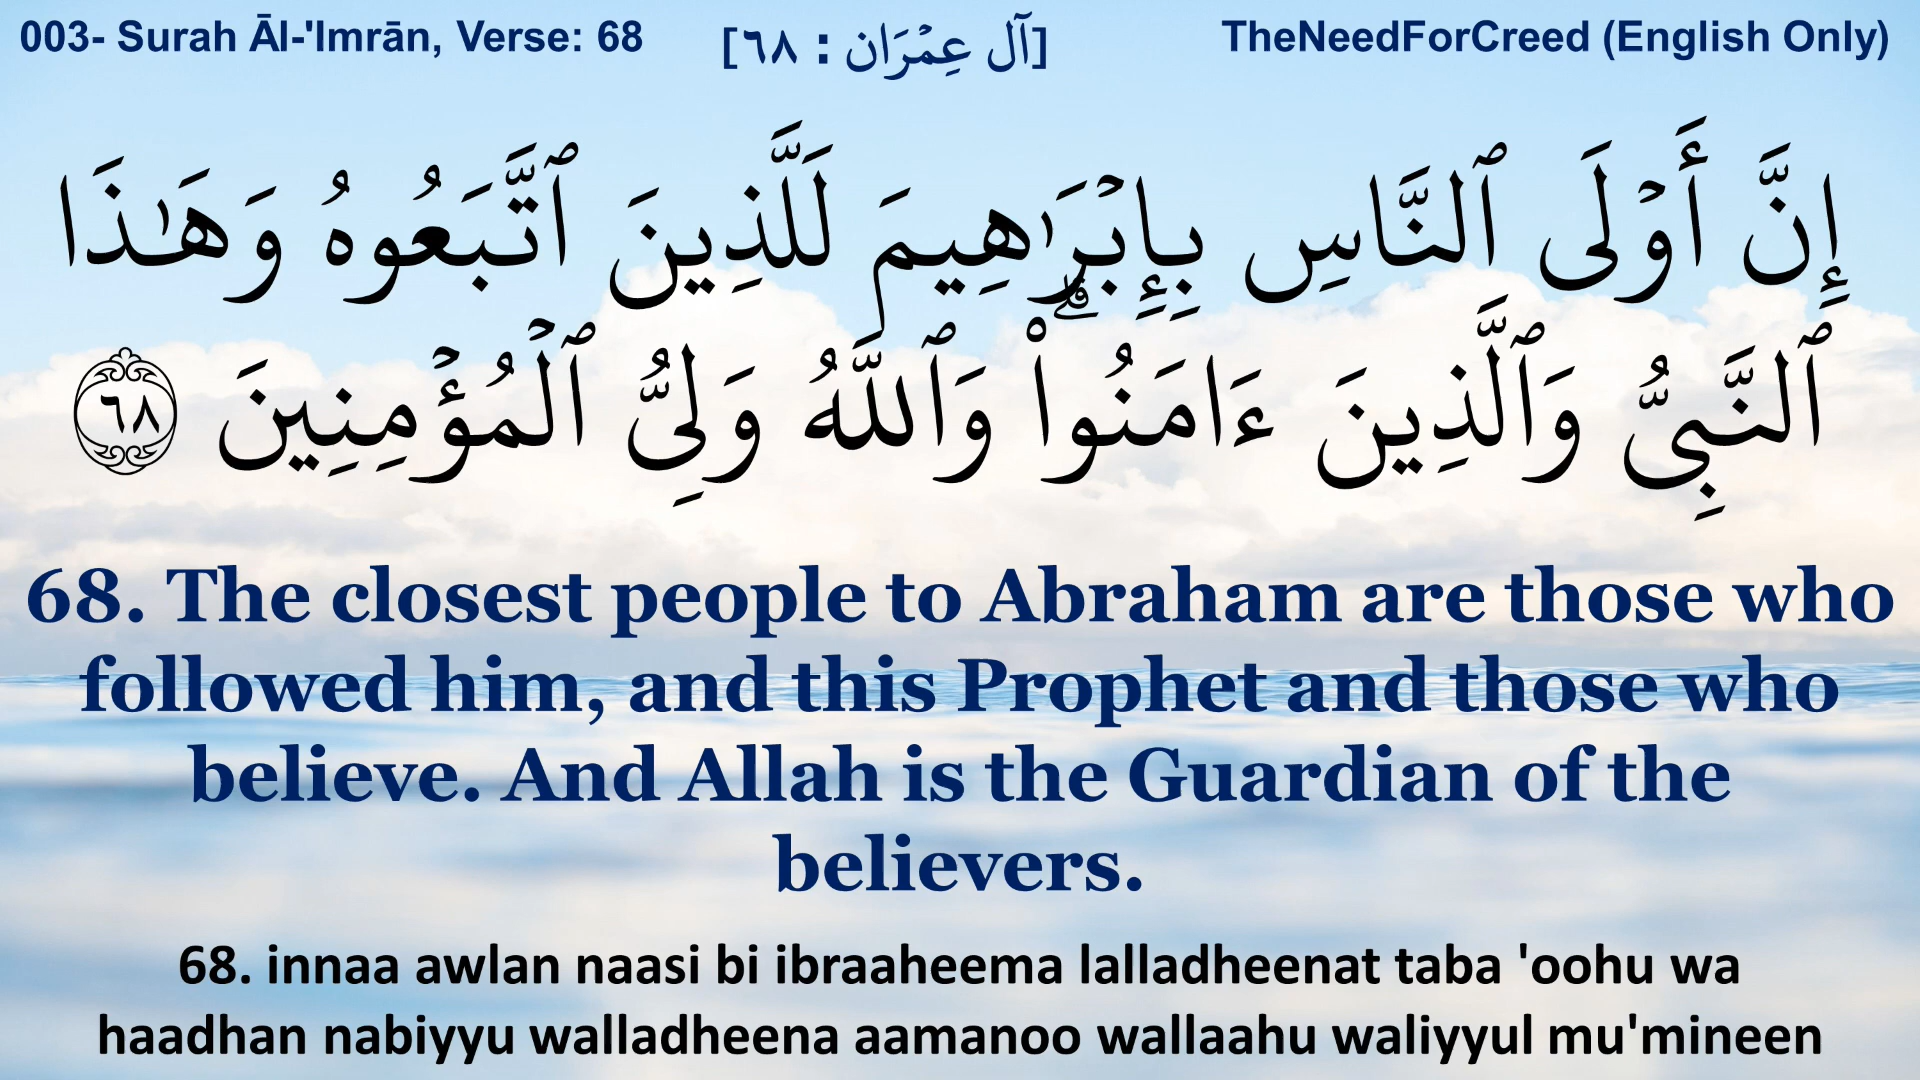 003- Surah Āl-'Imrān, Verse: 68
[آل عِمْرَان : ٦٨]
TheNeedForCreed (English Only)
إِنَّ أَوْلَى ٱلنَّاسِ بِإِبْرَٰهِيمَ لَلَّذِينَ ٱتَّبَعُوهُ وَهَٰذَا
ٱلنَّبِىُّ وَٱلَّذِينَ ءَامَنُوا۟ ۗ وَٱللَّهُ وَلِىُّ ٱلْمُؤْمِنِينَ ٦٨
68. The closest people to Abraham are those who
followed him, and this Prophet and those who
believe. And Allah is the Guardian of the
believers.
68. innaa awlan naasi bi ibraaheema lalladheenat taba 'oohu wa
haadhan nabiyyu walladheena aamanoo wallaahu waliyyul mu'mineen